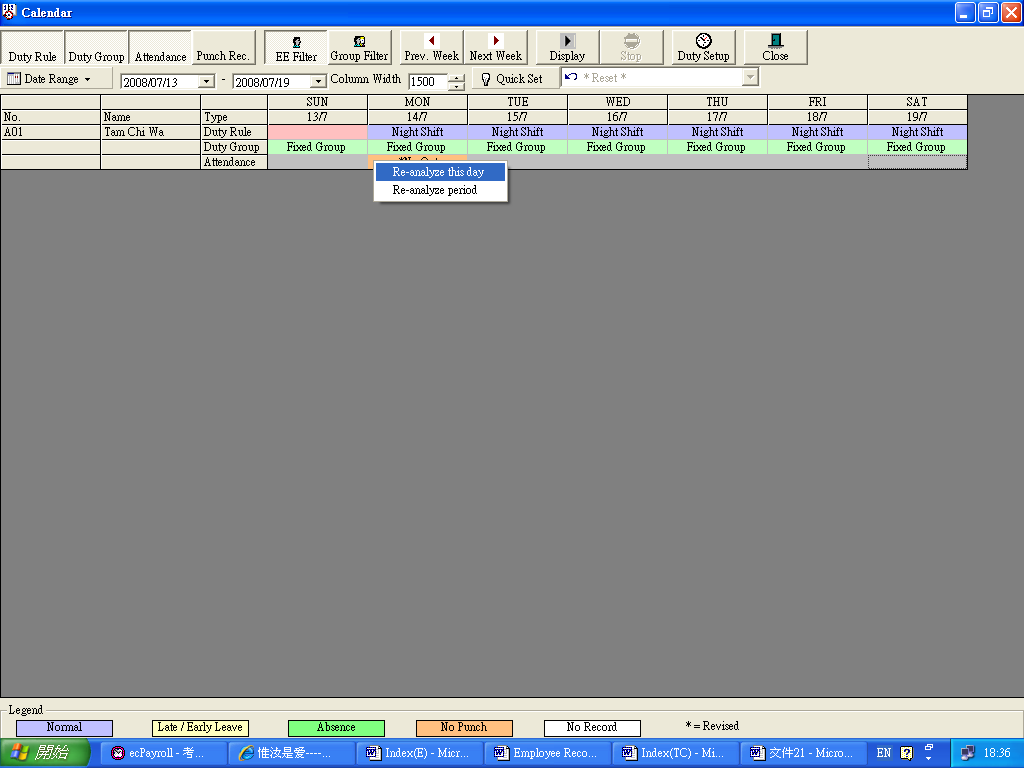 Calendar
Duty Rule Duty Group Attendance Punch Rec. EE Filter Group Filter Prev. Week Next Week Display Stop Duty Setup Close
Date Range 2008/07/13 - 2008/07/19 Column Width 1500 Quick Set * Reset *
SUN MON TUE WED THU FRI SAT
No. Name Type 13/7 14/7 15/7 16/7 17/7 18/7 19/7
A01 Tam Chi Wa Duty Rule Night Shift Night Shift Night Shift Night Shift Night Shift Night Shift
Duty Group Fixed Group Fixed Group Fixed Group Fixed Group Fixed Group Fixed Group Fixed Group
Attendance
Re-analyze this day
Re-analyze period
Legend
Normal Late / Early Leave Absence No Punch No Record * = Revised
開始 ecPayroll - 考... 惟汝是爱----... Index(E) - Micr... Employee Reco... Index(TC) - Mi... 文件21 - Micro... EN 18:36